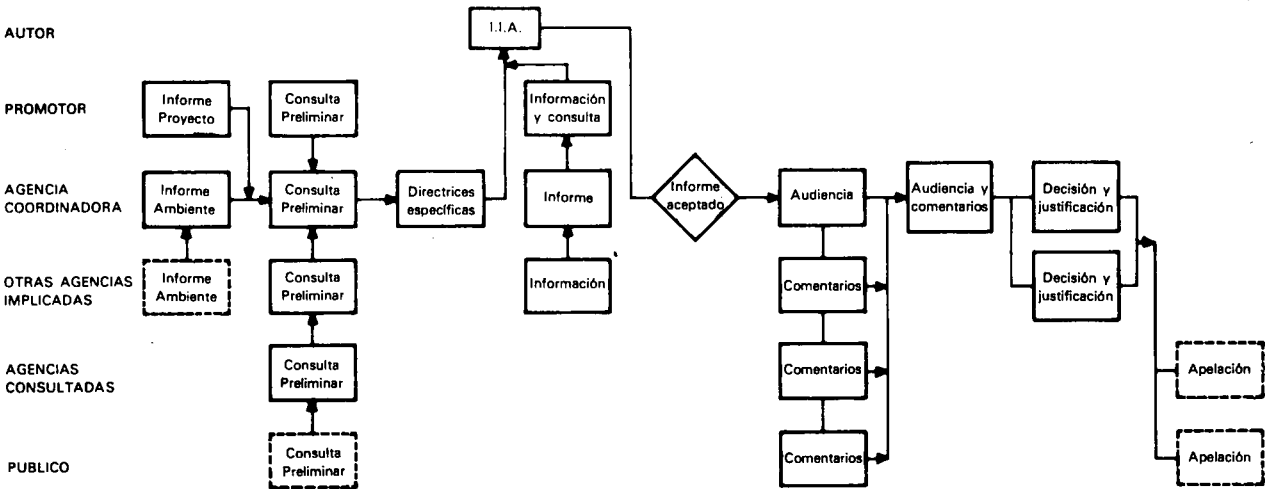 AUTOR
I.I.A.
PROMOTOR
Informe
Proyecto
Consulta
Preliminar
Información
y consulta
AGENCIA
COORDINADORA
Informe
Ambiente
Consulta
Preliminar
Directrices
específicas
Informe
Informe
aceptado
Audiencia
Audiencia y
comentarios
Decisión y
justificación
OTRAS AGENCIAS
IMPLICADAS
Informe
Ambiente
Consulta
Preliminar
Información
Comentarios
Decisión y
justificación
AGENCIAS
CONSULTADAS
Consulta
Preliminar
Comentarios
Apelación
PUBLICO
Consulta
Preliminar
Comentarios
Apelación